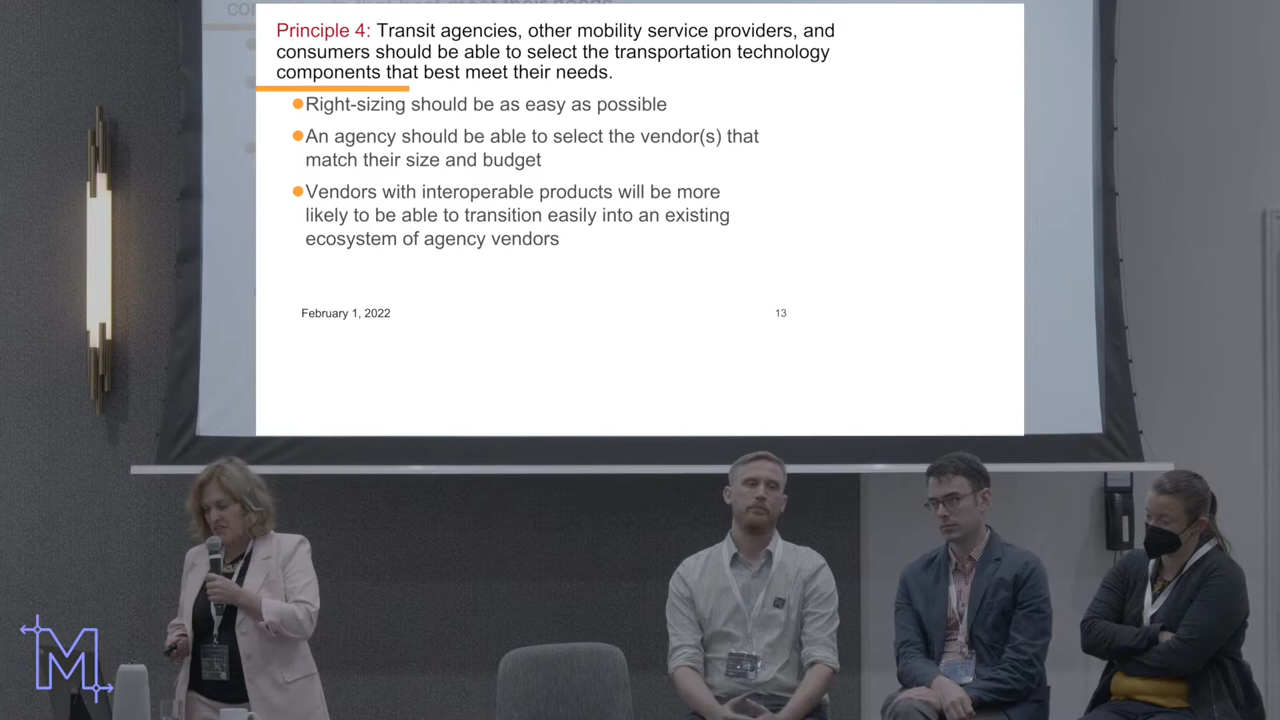 Principle 4: Transit agencies, other mobility service providers, and
consumers should be able to select the transportation technology
components that best meet their needs.
Right-sizing should be as easy as possible
An agency should be able to select the vendor(s) that
match their size and budget
Vendors with interoperable products will be more
likely to be able to transition easily into an existing
ecosystem of agency vendors
February 1, 2022
13
M